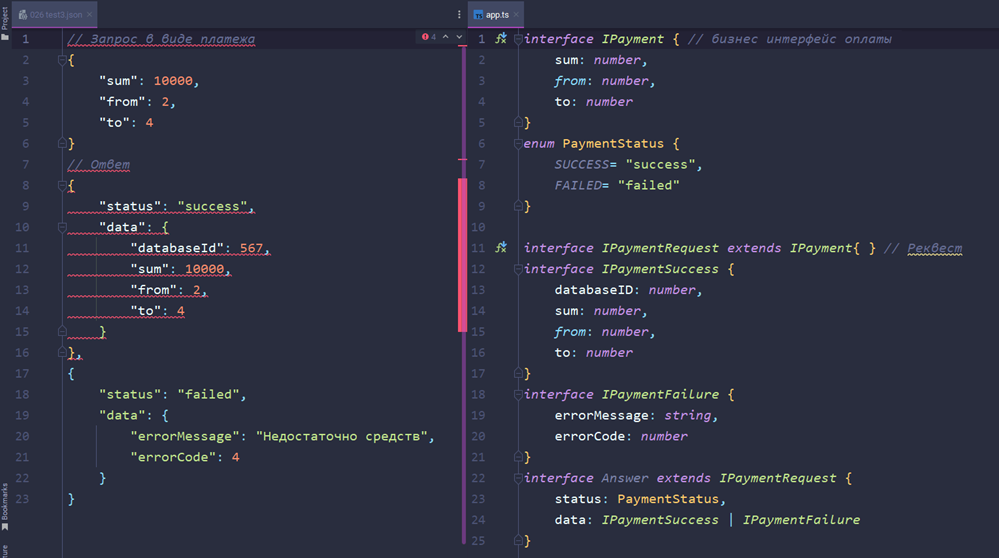 Project
026 test3.json
app.ts
4
1 // Запрос в виде платежа
2 {
3 "sum": 10000,
4 "from": 2,
5 "to": 4
6 }
7 // Ответ
8 {
9 "status": "success",
10 "data": {
11 "databaseId": 567,
12 "sum": 10000,
13 "from": 2,
14 "to": 4
15 }
16 },
17 {
18 "status": "failed",
19 "data": {
20 "errorMessage": "Недостаточно средств",
21 "errorCode": 4
22 }
23 }
1 interface IPayment { // бизнес интерфейс оплаты
2 sum: number,
3 from: number,
4 to: number
5 }
6 enum PaymentStatus {
7 SUCCESS= "success",
8 FAILED= "failed"
9 }
10
11 interface IPaymentRequest extends IPayment{ } // Реквест
12 interface IPaymentSuccess {
13 databaseID: number,
14 sum: number,
15 from: number,
16 to: number
17 }
18 interface IPaymentFailure {
19 errorMessage: string,
20 errorCode: number
21 }
22 interface Answer extends IPaymentRequest {
23 status: PaymentStatus,
24 data: IPaymentSuccess | IPaymentFailure
25 }
Bookmarks